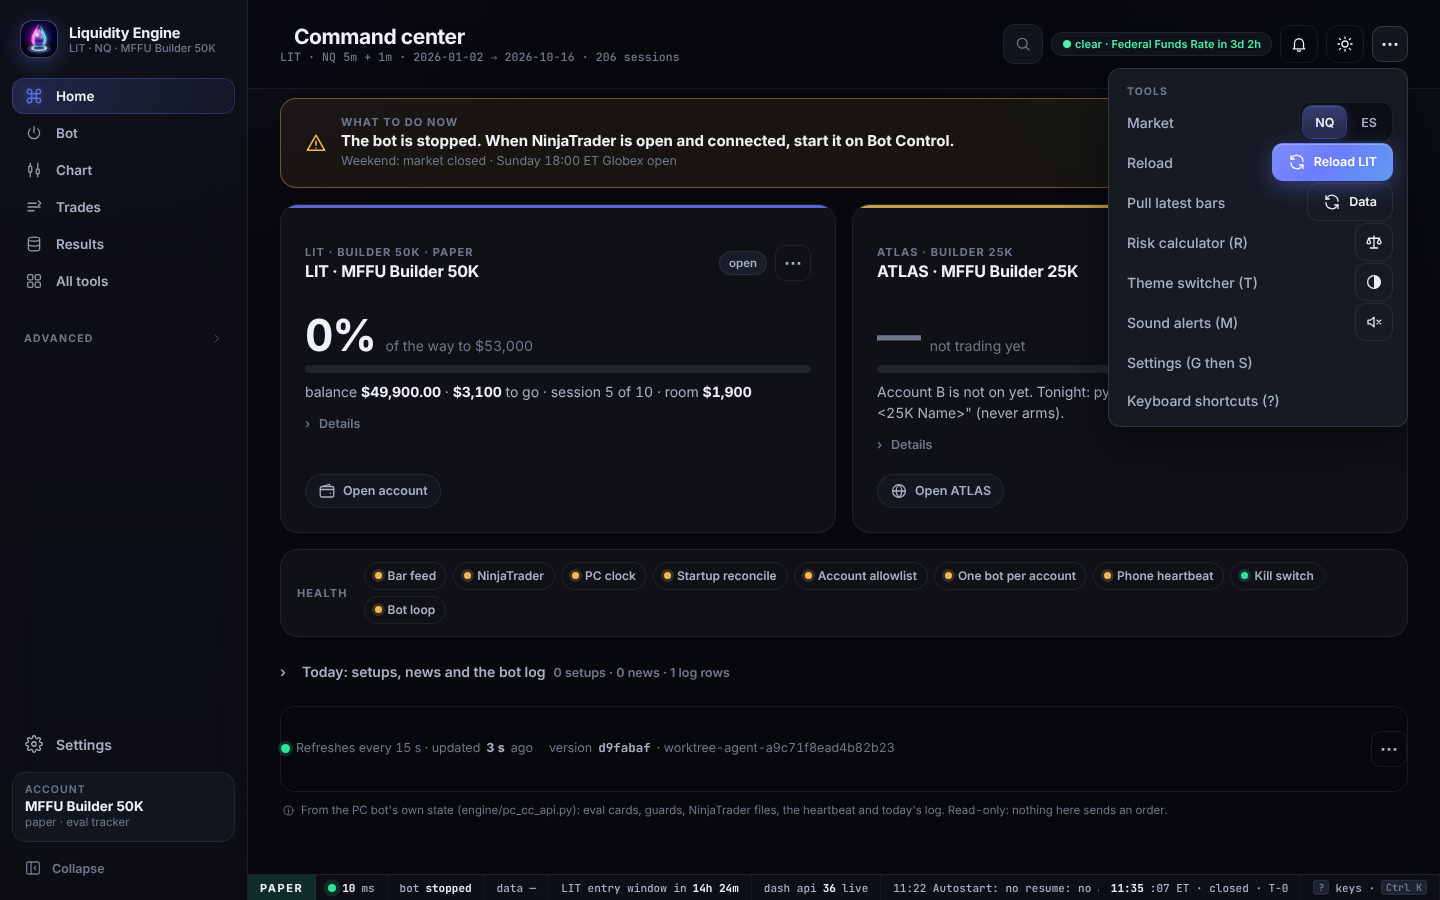 Liquidity Engine
LIT · NQ · MFFU Builder 50K
Home
Bot
Chart
Trades
Results
All tools
ADVANCED
Settings
ACCOUNT
MFFU Builder 50K
paper · eval tracker
Collapse
Command center
LIT · NQ 5m + 1m · 2026-01-02 → 2026-10-16 · 206 sessions
clear · Federal Funds Rate in 3d 2h
TOOLS
Market NQ ES
Reload Reload LIT
Pull latest bars Data
Risk calculator (R)
Theme switcher (T)
Sound alerts (M)
Settings (G then S)
Keyboard shortcuts (?)
WHAT TO DO NOW
The bot is stopped. When NinjaTrader is open and connected, start it on Bot Control.
Weekend: market closed · Sunday 18:00 ET Globex open
LIT · BUILDER 50K · PAPER
LIT · MFFU Builder 50K
open
0% of the way to $53,000
balance $49,900.00 · $3,100 to go · session 5 of 10 · room $1,900
› Details
Open account
ATLAS · BUILDER 25K
ATLAS · MFFU Builder 25K
— not trading yet
Account B is not on yet. Tonight: py
<25K Name>" (never arms).
› Details
Open ATLAS
HEALTH
Bar feed
NinjaTrader
PC clock
Startup reconcile
Account allowlist
One bot per account
Phone heartbeat
Kill switch
Bot loop
› Today: setups, news and the bot log 0 setups · 0 news · 1 log rows
Refreshes every 15 s · updated 3 s ago version d9fabaf · worktree-agent-a9c71f8ead4b82b23
From the PC bot's own state (engine/pc_cc_api.py): eval cards, guards, NinjaTrader files, the heartbeat and today's log. Read-only: nothing here sends an order.
PAPER 10 ms bot stopped data — LIT entry window in 14h 24m dash api 36 live 11:22 Autostart: no resume: no 11:35 :07 ET · closed · T-0 ? keys · Ctrl K